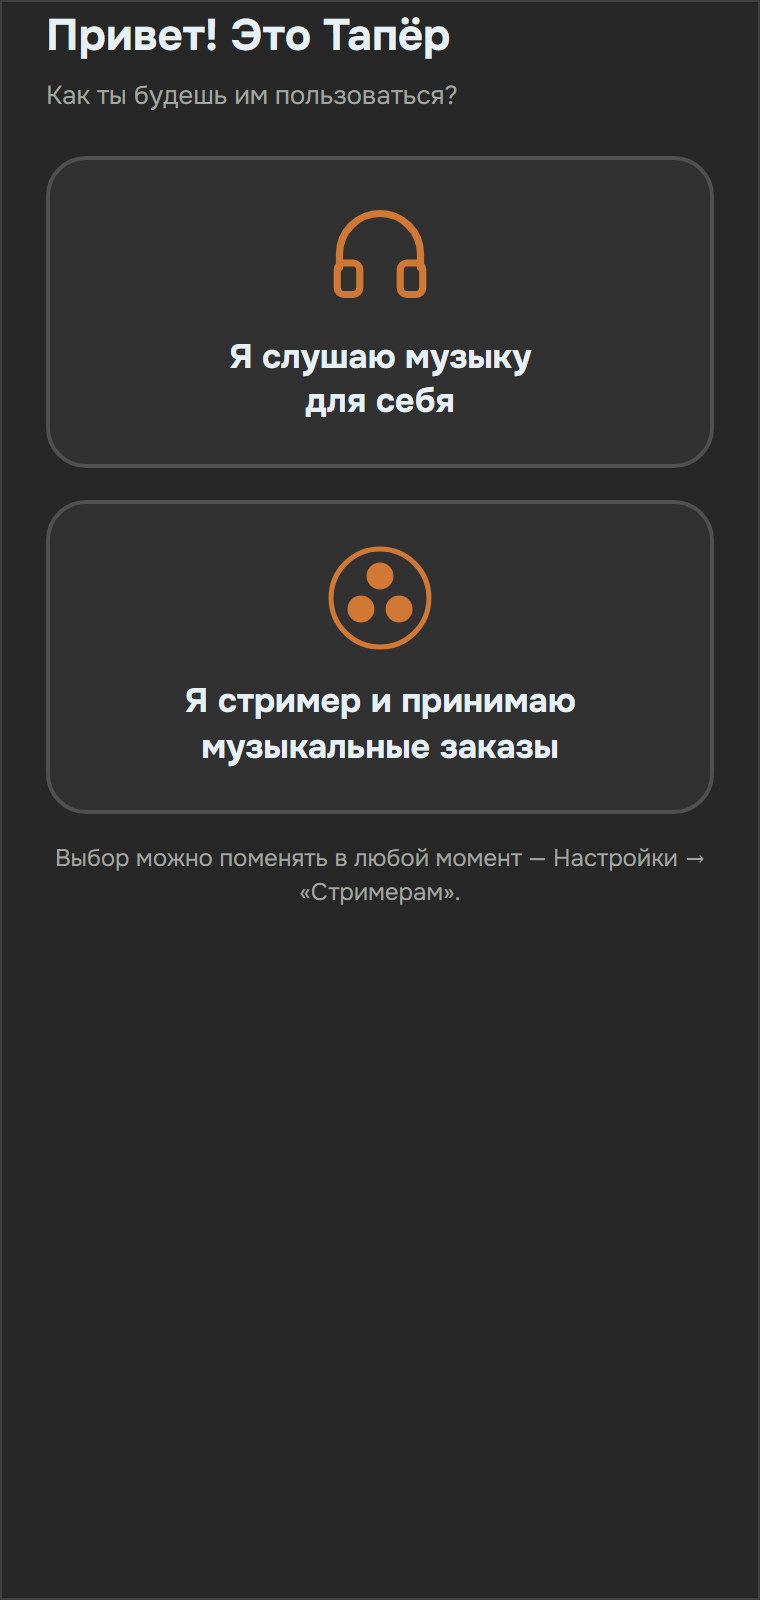 Привет! Это Тапёр
Как ты будешь им пользоваться?
Я слушаю музыку
для себя
Я стример и принимаю
музыкальные заказы
Выбор можно поменять в любой момент — Настройки →
«Стримерам».